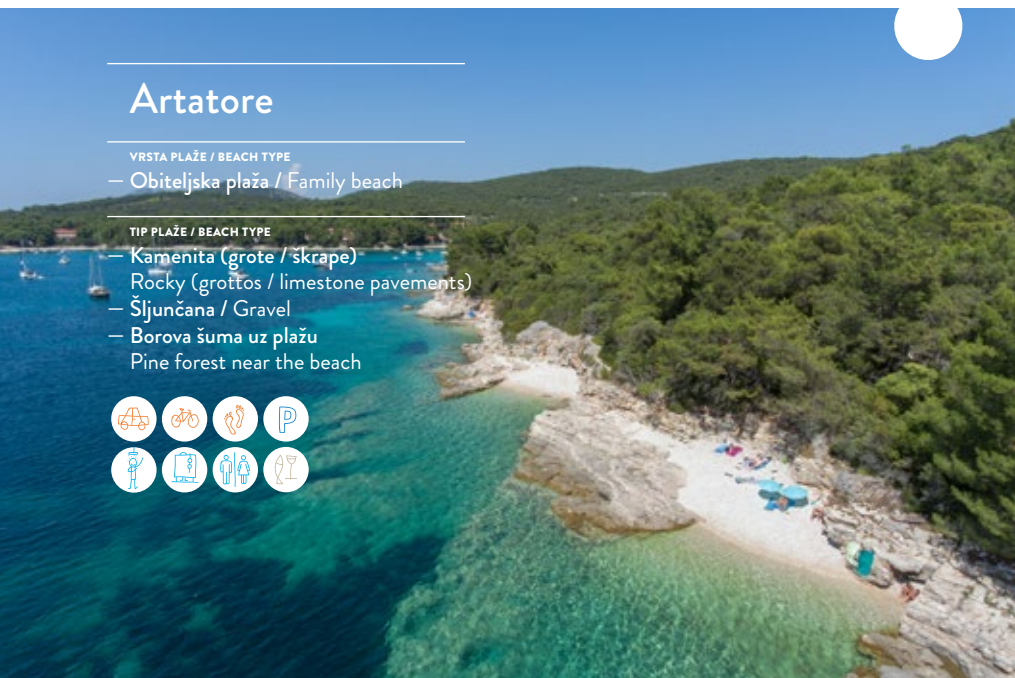 Artatore
VRSTA PLAŽE / BEACH TYPE
— Obiteljska plaža / Family beach
TIP PLAŽE / BEACH TYPE
— Kamenita (grote / škrape)
Rocky (grottos / limestone pavements)
— Šljunčana / Gravel
— Borova šuma uz plažu
Pine forest near the beach
P